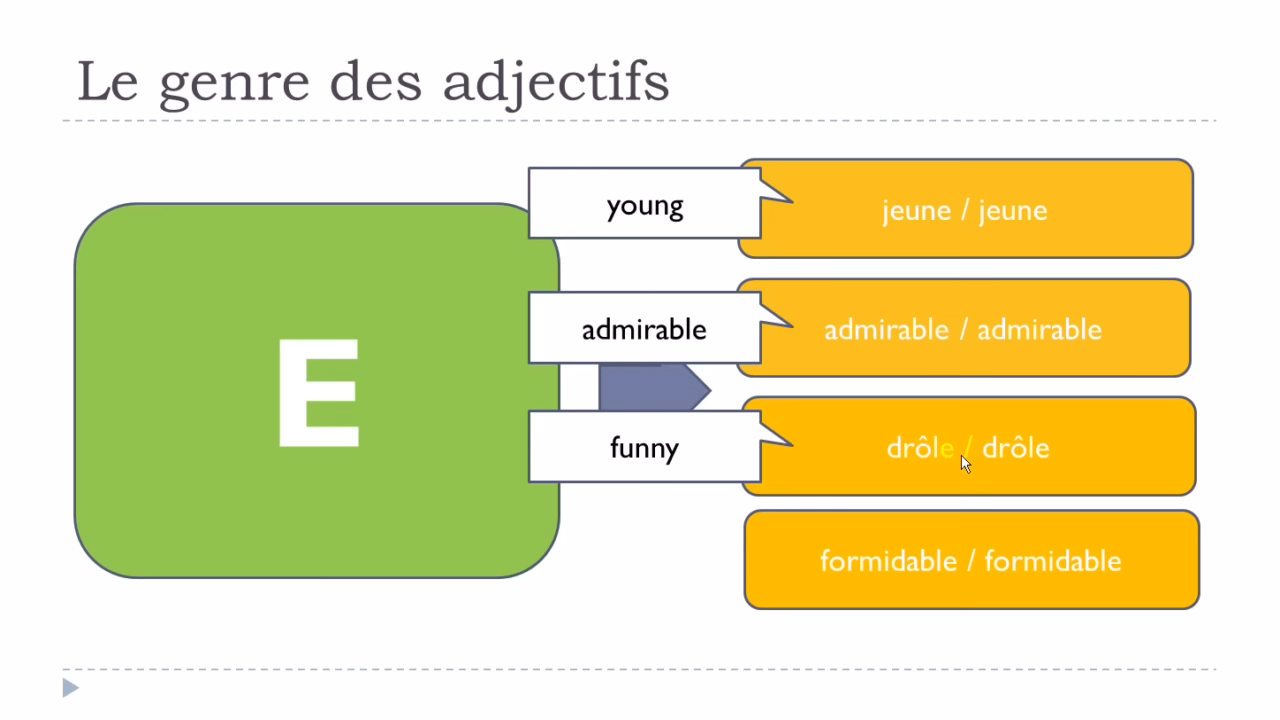 Le genre des adjectifs
E
young
jeune / jeune
admirable
admirable / admirable
funny
drôle / drôle
formidable / formidable